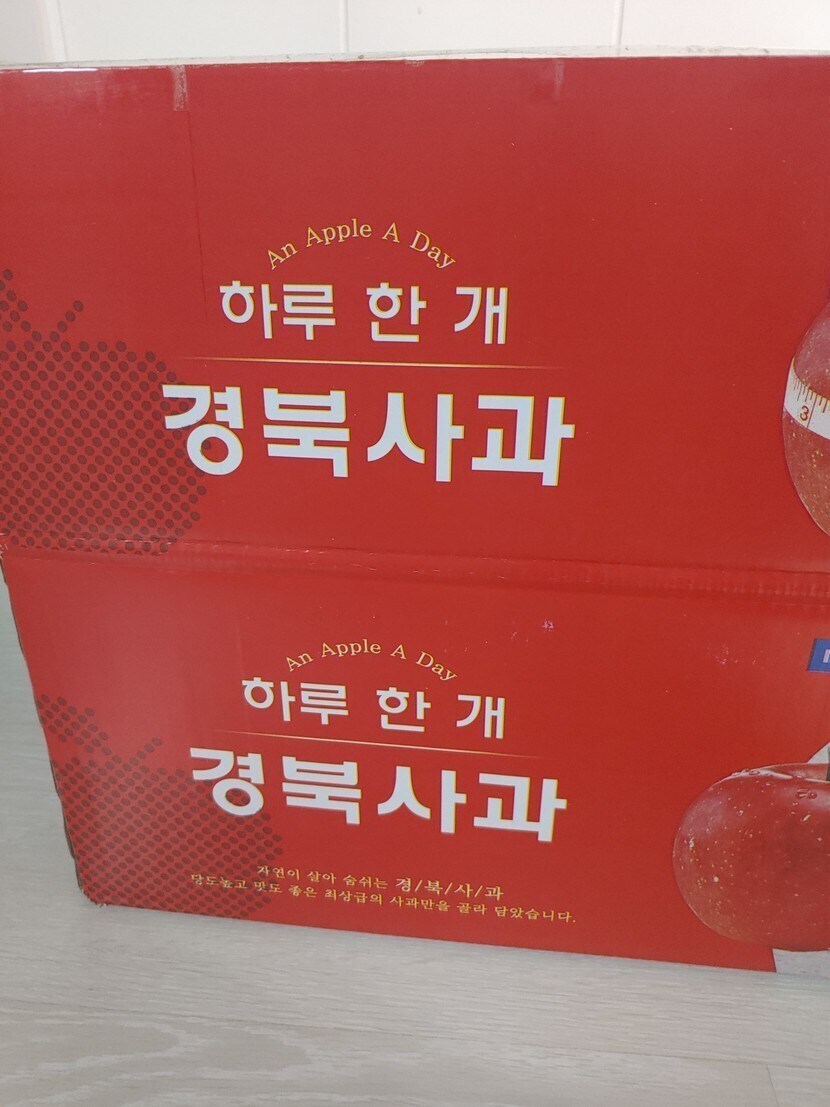 An Apple A Day
하루 한 개
경북사과
3
An Apple A Day
하루 한 개
경북사과
자연이 살아 숨쉬는 경/북/사/과
당도높고 맛도 좋은 최상급의 사과만을 골라 담았습니다.